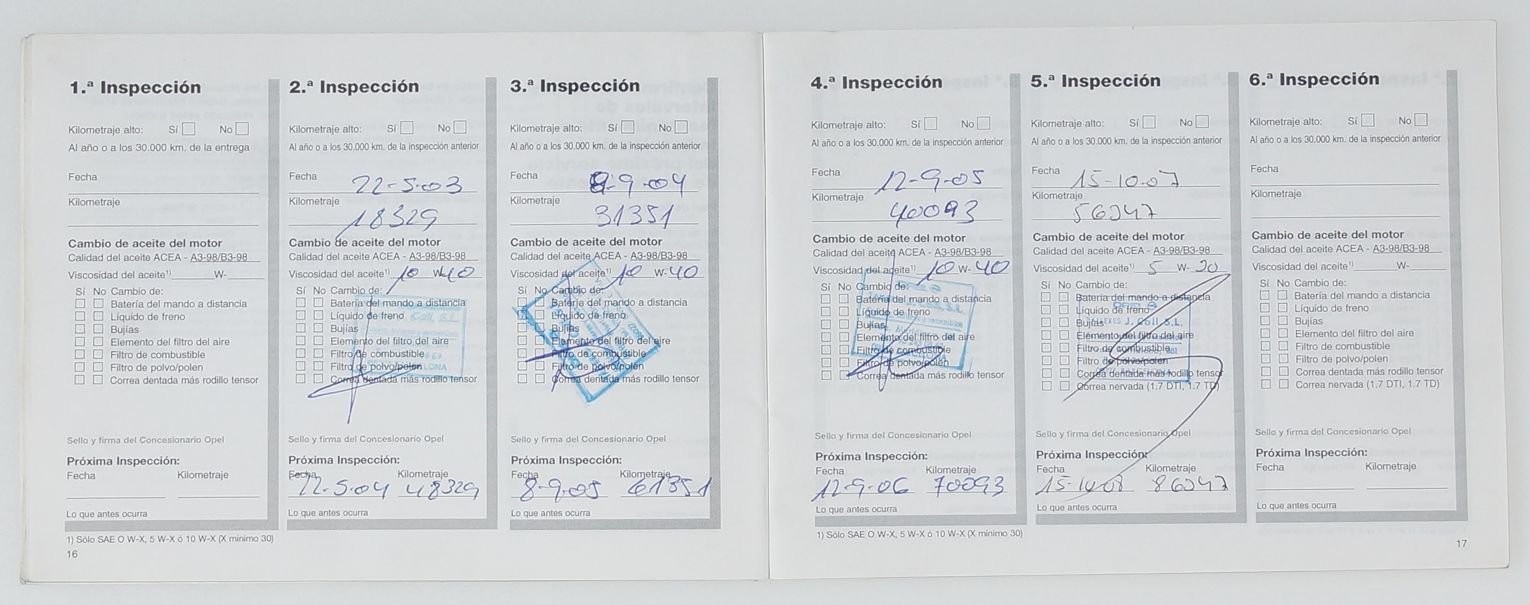 1.ª Inspección
Kilometraje alto: Sí No
Al año o a los 30.000 km. de la entrega
Fecha
Kilometraje
Cambio de aceite del motor
Calidad del aceite ACEA - A3-98/B3-98
Viscosidad del aceite1) W-
Sí No Cambio de:
Batería del mando a distancia
Líquido de freno
Bujías
Elemento del filtro del aire
Filtro de combustible
Filtro de polvo/polen
Correa dentada más rodillo tensor
Sello y firma del Concesionario Opel
Próxima Inspección:
Fecha Kilometraje
Lo que antes ocurra
1) Sólo SAE O W-X, 5 W-X ó 10 W-X (X mínimo 30)
16
2.ª Inspección
Kilometraje alto: Sí No
Al año o a los 30.000 km. de la inspección anterior
Fecha 22-5-03
Kilometraje
18329
Cambio de aceite del motor
Calidad del aceite ACEA - A3-98/B3-98
Viscosidad del aceite1) 10 W-40
Sí No Cambio de:
Batería del mando a distancia
Líquido de freno
Bujías
Elemento del filtro del aire
Filtro de combustible
Filtro de polvo/polen
Correa dentada más rodillo tensor
Sello y firma del Concesionario Opel
Próxima Inspección:
Fecha Kilometraje
22-5-04 48329
Lo que antes ocurra
3.ª Inspección
Kilometraje alto: Sí No
Al año o a los 30.000 km. de la inspección anterior
Fecha 8-9-04
Kilometraje
31351
Cambio de aceite del motor
Calidad del aceite ACEA - A3-98/B3-98
Viscosidad del aceite1) 10 W-40
Sí No Cambio de:
Batería del mando a distancia
Líquido de freno
Bujías
Elemento del filtro del aire
Filtro de combustible
Filtro de polvo/polen
Correa dentada más rodillo tensor
Sello y firma del Concesionario Opel
Próxima Inspección:
Fecha Kilometraje
8-9-05 61351
Lo que antes ocurra
4.ª Inspección
Kilometraje alto: Sí No
Al año o a los 30.000 km. de la inspección anterior
Fecha 12-9-05
Kilometraje
40093
Cambio de aceite del motor
Calidad del aceite ACEA - A3-98/B3-98
Viscosidad del aceite1) 10 W-40
Sí No Cambio de:
Batería del mando a distancia
Líquido de freno
Bujías
Elemento del filtro del aire
Filtro de combustible
Filtro de polvo/polen
Correa dentada más rodillo tensor
Sello y firma del Concesionario Opel
Próxima Inspección:
Fecha Kilometraje
12-9-06 70093
Lo que antes ocurra
1) Sólo SAE O W-X, 5 W-X ó 10 W-X (X mínimo 30)
5.ª Inspección
Kilometraje alto: Sí No
Al año o a los 30.000 km. de la inspección anterior
Fecha 15-10-07
Kilometraje
56047
Cambio de aceite del motor
Calidad del aceite ACEA - A3-98/B3-98
Viscosidad del aceite1) 5 W-30
Sí No Cambio de:
Batería del mando a distancia
Líquido de freno
Bujías
J. Coll S.L.
Elemento del filtro del aire
Filtro de combustible
Filtro de polvo/polen
Correa dentada más rodillo tensor
Correa nervada (1.7 DTI, 1.7 TD)
Sello y firma del Concesionario Opel
Próxima Inspección:
Fecha Kilometraje
15-10-08 86047
Lo que antes ocurra
6.ª Inspección
Kilometraje alto: Sí No
Al año o a los 30.000 km. de la inspección anterior
Fecha
Kilometraje
Cambio de aceite del motor
Calidad del aceite ACEA - A3-98/B3-98
Viscosidad del aceite1) W-
Sí No Cambio de:
Batería del mando a distancia
Líquido de freno
Bujías
Elemento del filtro del aire
Filtro de combustible
Filtro de polvo/polen
Correa dentada más rodillo tensor
Correa nervada (1.7 DTI, 1.7 TD)
Sello y firma del Concesionario Opel
Próxima Inspección:
Fecha Kilometraje
Lo que antes ocurra
17